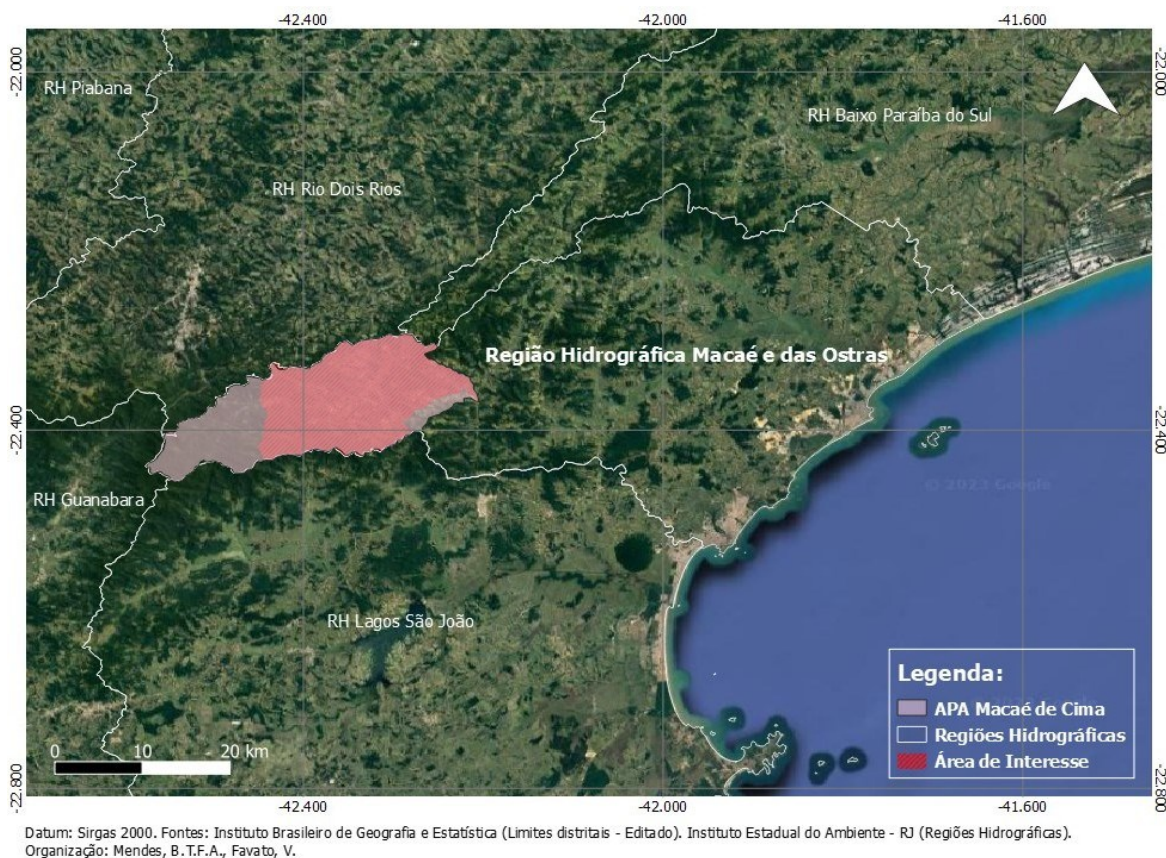 -42.400 -42.000 -41.600
-22.000 -22.000
RH Piabana
RH Baixo Paraíba do Sul
RH Rio Dois Rios
Região Hidrográfica Macaé e das Ostras
-22.400 -22.400
© 2023 Google
RH Guanabara
RH Lagos São João
Legenda:
APA Macaé de Cima
Regiões Hidrográficas
Área de Interesse
0 10 20 km
-22.800 -22.800
-42.400 -42.000 -41.600
Datum: Sirgas 2000. Fontes: Instituto Brasileiro de Geografia e Estatística (Limites distritais - Editado). Instituto Estadual do Ambiente - RJ (Regiões Hidrográficas).
Organização: Mendes, B.T.F.A., Favato, V.